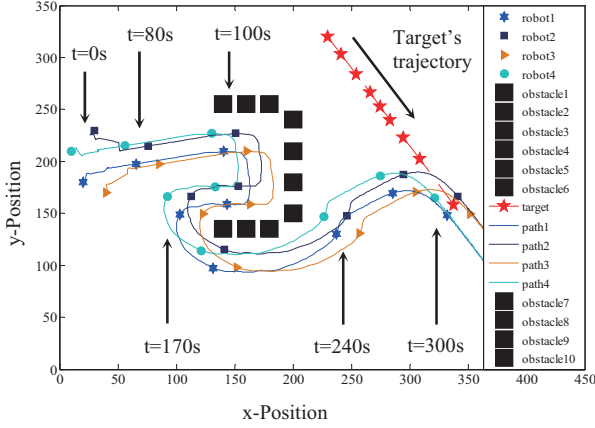 350
300
250
200
150
100
50
0
y-Position
0 50 100 150 200 250 300 350 400 450
x-Position
t=0s
t=80s
t=100s
Target's
trajectory
t=170s
t=240s
t=300s
robot1
robot2
robot3
robot4
obstacle1
obstacle2
obstacle3
obstacle4
obstacle5
obstacle6
target
path1
path2
path3
path4
obstacle7
obstacle8
obstacle9
obstacle10